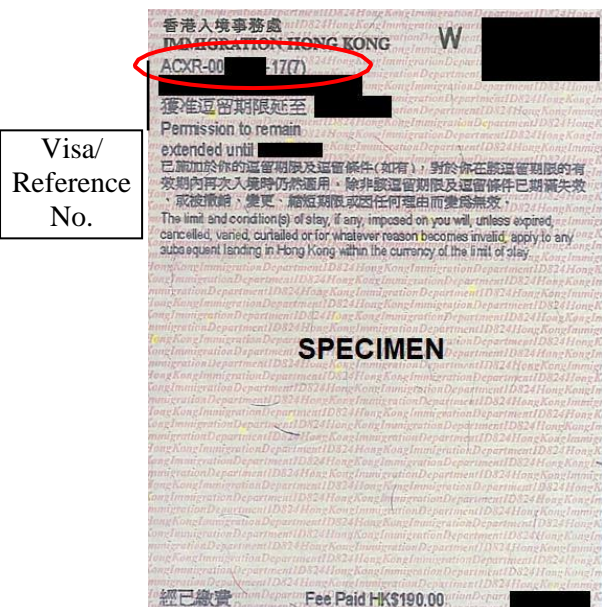 香港入境事務處
IMMIGRATION HONG KONG
W
ACXR-00 -17(7)
獲准逗留期限延至
Permission to remain
extended until
Visa/
Reference
No.
已施加於你的逗留期限及逗留條件(如有)，對於你在該逗留期限的有
效期內再次入境時仍然適用，除非該逗留期限及逗留條件已期滿失效
、或被撤銷、變更、縮短期限或因任何理由而變爲無效。
The limit and condition(s) of stay, if any, imposed on you will, unless expired,
cancelled, varied, curtailed or for whatever reason becomes invalid, apply to any
subsequent landing in Hong Kong within the currency of the limit of stay.
SPECIMEN
經已繳費 Fee Paid HK$190.00